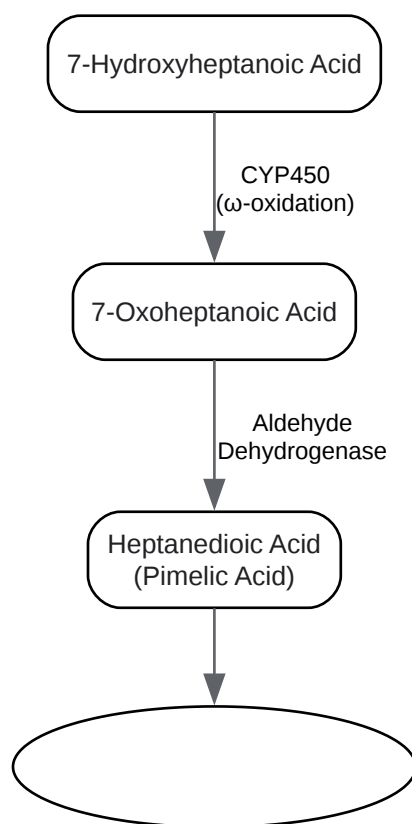 7-Hydroxyheptanoic Acid
CYP450
(ω-oxidation)
7-Oxoheptanoic Acid
Aldehyde
Dehydrogenase
Heptanedioic Acid
(Pimelic Acid)